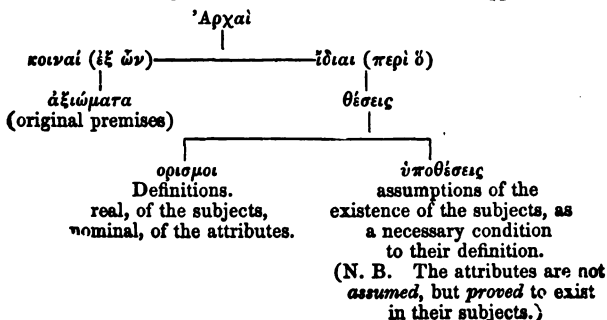 Ἀρχαὶ
κοιναί (ἐξ ὧν) ἴδιαι (περὶ ὅ)
ἀξιώματα θέσεις
(original premises)
ορισμοι ὑποθέσεις
Definitions. assumptions of the
real, of the subjects, existence of the subjects, as
nominal, of the attributes. a necessary condition
to their definition.
(N. B. The attributes are not
assumed, but proved to exist
in their subjects.)